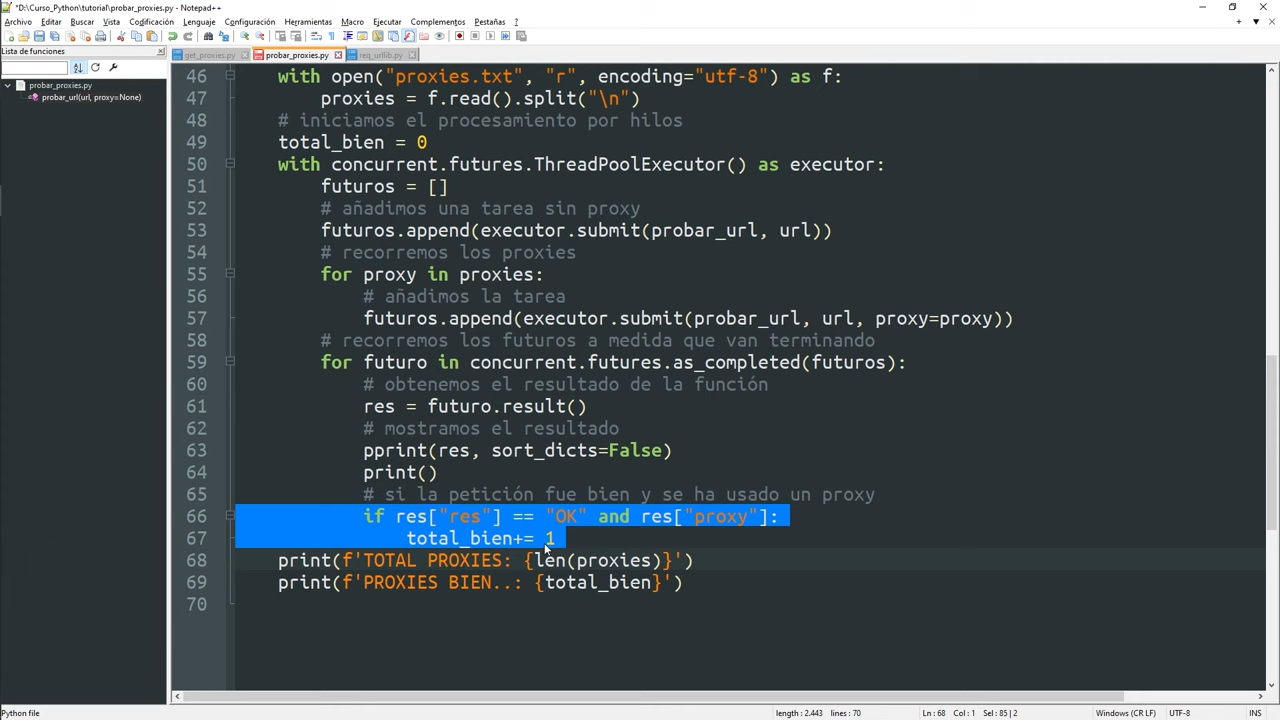 *D:\Curso_Python\tutorial\probar_proxies.py - Notepad++
Archivo Editar Buscar Vista Codificación Lenguaje Configuración Herramientas Macro Ejecutar Complementos Pestañas ?
Lista de funciones
get_proxies.py probar_proxies.py req_urllib.py
probar_proxies.py
probar_url(url, proxy=None)
46 with open("proxies.txt", "r", encoding="utf-8") as f:
47 proxies = f.read().split("\n")
48 # iniciamos el procesamiento por hilos
49 total_bien = 0
50 with concurrent.futures.ThreadPoolExecutor() as executor:
51 futuros = []
52 # añadimos una tarea sin proxy
53 futuros.append(executor.submit(probar_url, url))
54 # recorremos los proxies
55 for proxy in proxies:
56 # añadimos la tarea
57 futuros.append(executor.submit(probar_url, url, proxy=proxy))
58 # recorremos los futuros a medida que van terminando
59 for futuro in concurrent.futures.as_completed(futuros):
60 # obtenemos el resultado de la función
61 res = futuro.result()
62 # mostramos el resultado
63 pprint(res, sort_dicts=False)
64 print()
65 # si la petición fue bien y se ha usado un proxy
66 if res["res"] == "OK" and res["proxy"]:
67 total_bien+= 1
68 print(f'TOTAL PROXIES: {len(proxies)}')
69 print(f'PROXIES BIEN..: {total_bien}')
70
Python file length : 2.443 lines : 70 Ln : 68 Col : 1 Sel : 85 | 2 Windows (CR LF) UTF-8 INS